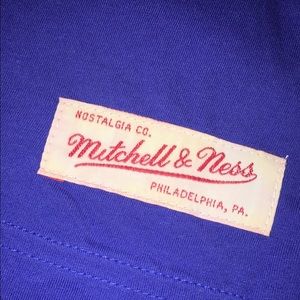 NOSTALGIA CO.
Mitchell & Ness
PHILADELPHIA, PA.